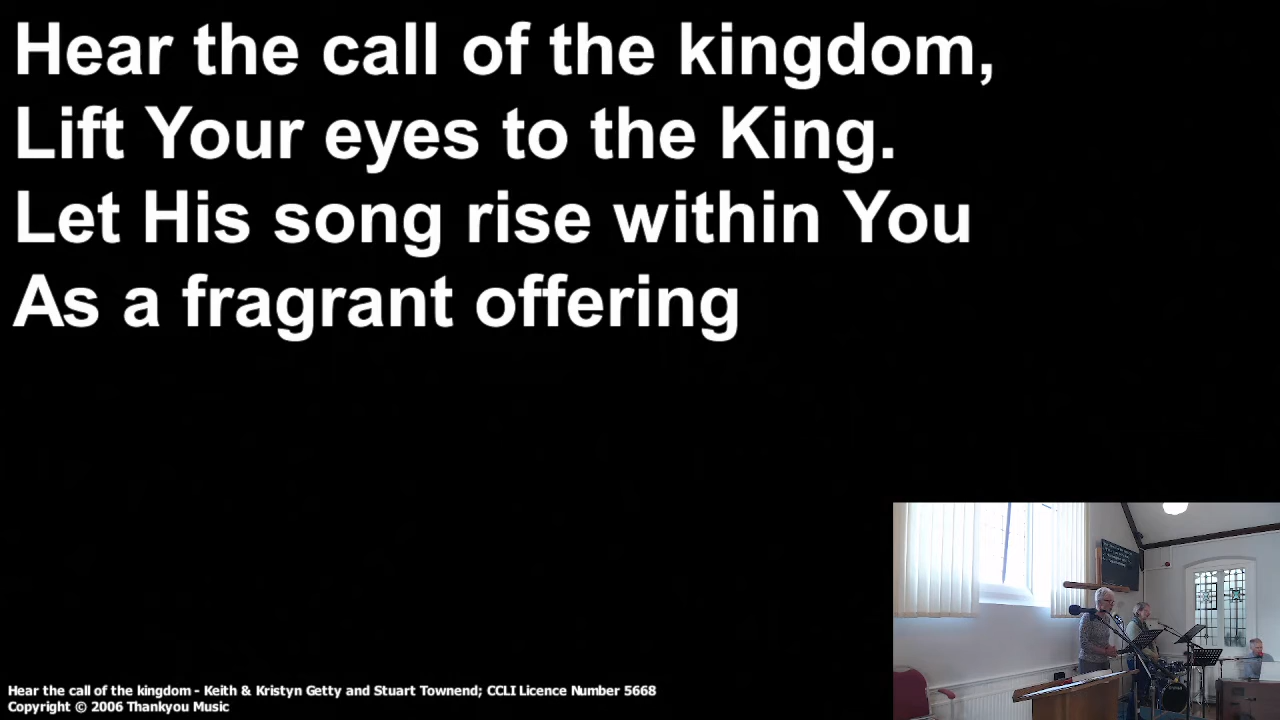 Hear the call of the kingdom,
Lift Your eyes to the King.
Let His song rise within You
As a fragrant offering
Hear the call of the kingdom - Keith & Kristyn Getty and Stuart Townend; CCLI Licence Number 5668
Copyright © 2006 Thankyou Music